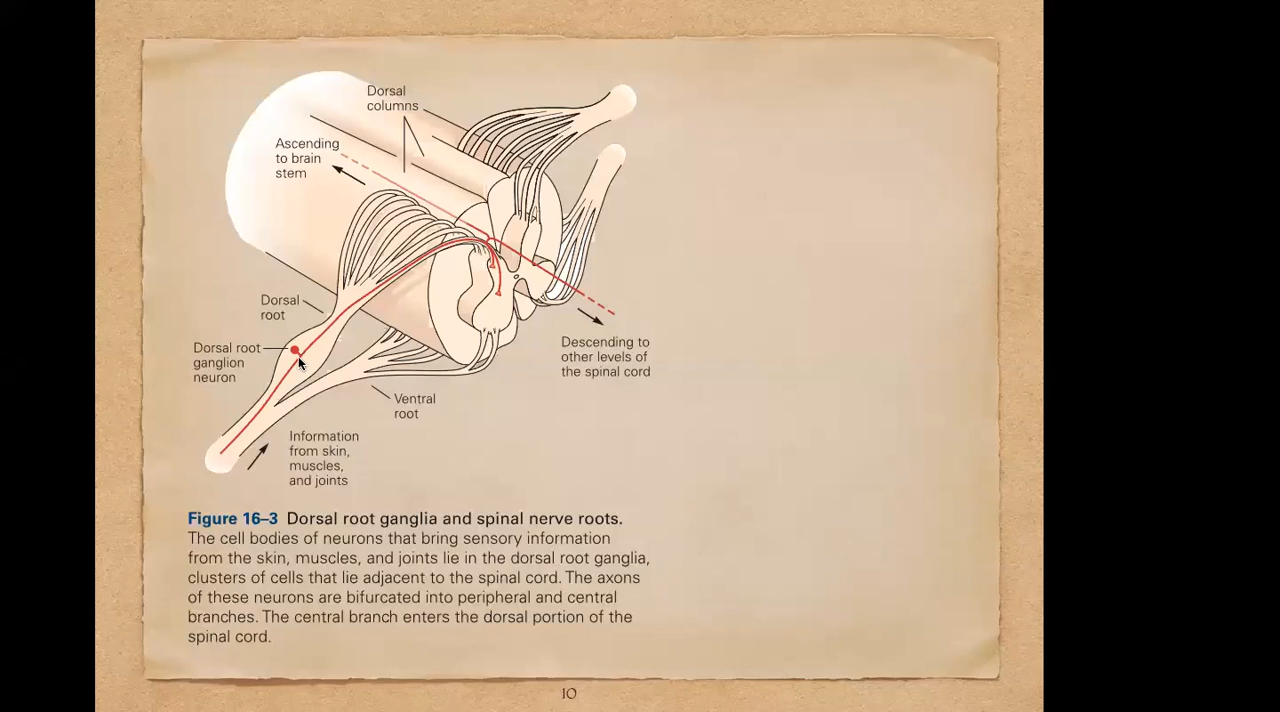 Dorsal
columns
Ascending
to brain
stem
Dorsal
root
Dorsal root
ganglion
neuron
Descending to
other levels of
the spinal cord
Ventral
root
Information
from skin,
muscles,
and joints
Figure 16–3 Dorsal root ganglia and spinal nerve roots.
The cell bodies of neurons that bring sensory information
from the skin, muscles, and joints lie in the dorsal root ganglia,
clusters of cells that lie adjacent to the spinal cord. The axons
of these neurons are bifurcated into peripheral and central
branches. The central branch enters the dorsal portion of the
spinal cord.
10